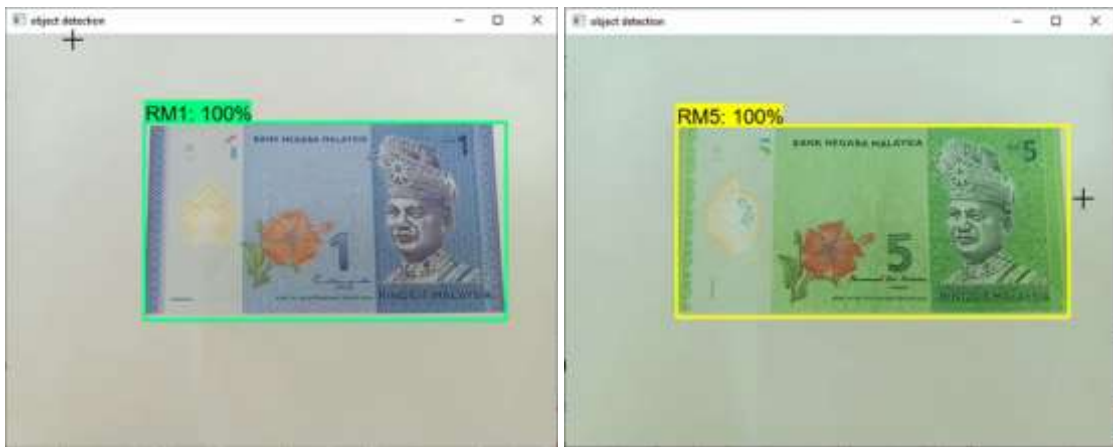 object detection
RM1: 100%
BANK NEGARA MALAYSIA
1
1
RINGGIT MALAYSIA
object detection
RM5: 100%
BANK NEGARA MALAYSIA
RM5
5
RINGGIT MALAYSIA